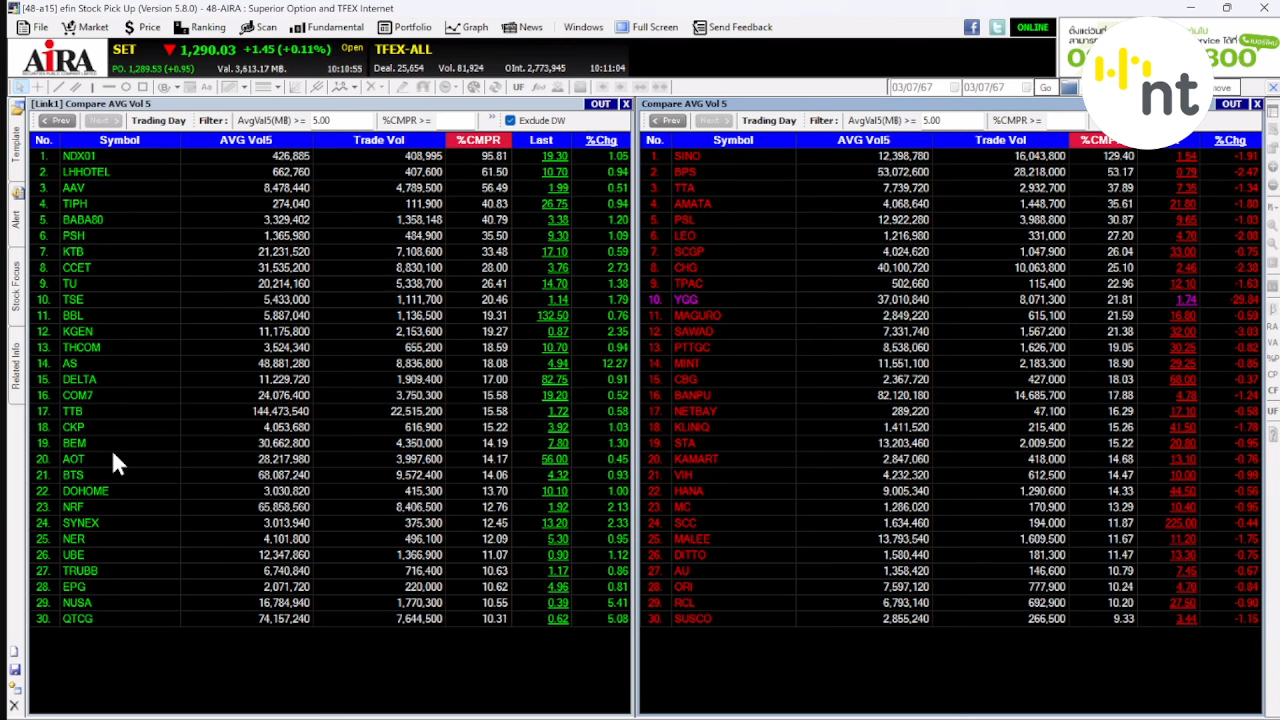 [48-a15] efin Stock Pick Up (Version 5.8.0) - 48-AIRA : Superior Option and TFEX Internet
File Market Price Ranking Scan Fundamental Portfolio Graph News Windows Full Screen Send Feedback ONLINE
AiRA SET 1,290.03 +1.45 (+0.11%) Open TFEX-ALL
PO. 1,289.53 (+0.95) Val. 3,613.17 MB. 10:10:55 Vol. 25,654 Vol. 81,924 OInt. 2,773,945 10:11:04
nt
UF 03/07/67 03/07/67 Go
[Link1] Compare AVG Vol 5 OUT X
Prev Next Trading Day Filter : AvgVal5(MB) >= 5.00 %CMPR >= Exclude DW
No. Symbol AVG Vol5 Trade Vol %CMPR Last %Chg
1. NDX01 426,885 408,995 95.81 19.30 1.05
2. LHHOTEL 662,760 407,600 61.50 10.70 0.94
3. AAV 8,478,440 4,789,500 56.49 1.99 0.51
4. TIPH 274,040 111,900 40.83 26.75 0.94
5. BABA80 3,329,402 1,358,148 40.79 3.38 1.20
6. PSH 1,365,980 484,900 35.50 9.30 1.09
7. KTB 21,231,520 7,108,300 33.48 17.10 0.59
8. CCET 31,535,200 8,830,100 28.00 3.76 2.73
9. TU 20,214,160 5,338,700 26.41 14.70 1.38
10. TSE 5,433,000 1,111,700 20.46 1.14 1.79
11. BBL 5,887,040 1,136,500 19.31 132.50 0.76
12. KGEN 11,175,800 2,153,600 19.27 0.87 2.35
13. THCOM 3,524,340 655,200 18.59 10.70 0.94
14. AS 48,881,280 8,836,000 18.08 4.94 12.27
15. DELTA 11,229,720 1,909,400 17.00 82.75 0.91
16. COM7 24,079,400 3,752,300 15.58 19.20 0.52
17. TTB 144,473,540 22,515,200 15.58 1.72 0.58
18. CKP 4,053,680 616,900 15.22 3.92 1.03
19. BEM 30,662,800 4,350,000 14.19 7.80 1.30
20. AOT 28,217,980 3,997,600 14.17 56.00 0.45
21. BTS 68,087,240 9,572,400 14.06 4.32 0.93
22. DOHOME 3,030,820 415,300 13.70 10.10 1.00
23. NRF 65,858,560 8,406,500 12.76 1.92 2.13
24. SYNEX 3,013,940 375,300 12.45 13.20 2.33
25. NER 4,101,800 496,100 12.09 5.30 0.95
26. UBE 12,347,860 1,366,900 11.07 0.90 1.12
27. TRUBB 6,740,840 716,400 10.63 1.17 0.86
28. EPG 2,071,720 220,000 10.62 4.96 0.81
29. NUSA 16,784,940 1,770,300 10.55 0.39 5.41
30. QTCG 74,157,240 7,644,500 10.31 0.62 5.08
Compare AVG Vol 5 OUT X
Prev Next Trading Day Filter : AvgVal5(MB) >= 5.00 %CMPR >=
No. Symbol AVG Vol5 Trade Vol %Chg
1. SINO 12,398,780 16,043,800 129.40 1.54 -1.91
2. BPS 53,072,600 28,218,000 53.17 0.79 -2.47
3. TTA 7,739,720 2,932,700 37.89 7.35 -1.34
4. AMATA 4,068,640 1,448,700 35.61 21.80 -1.80
5. PSL 12,922,280 3,988,800 30.87 9.65 -1.03
6. LEO 1,216,980 331,000 27.20 4.70 -2.08
7. SCGP 4,024,620 1,047,900 26.04 33.00 -0.75
8. CHG 40,100,720 10,063,800 25.10 2.46 -2.38
9. TPAC 502,660 115,400 22.96 12.10 -1.63
10. YGG 37,010,840 8,071,300 21.81 1.74 -29.84
11. MAGURO 2,849,220 615,100 21.59 16.80 -0.59
12. SAWAD 7,331,740 1,567,200 21.38 32.00 -3.03
13. PTTGC 8,538,060 1,626,700 19.05 30.25 -0.82
14. MINT 11,551,100 2,183,300 18.90 29.25 -0.85
15. CBG 2,367,720 427,000 18.03 68.00 -0.37
16. BANPU 82,120,180 14,685,700 17.88 4.78 -1.24
17. NETBAY 289,220 47,100 16.29 17.10 -0.58
18. KLINIQ 1,411,520 215,400 15.26 41.50 -1.78
19. STA 13,203,460 2,009,500 15.22 20.80 -0.95
20. KAMART 2,847,060 418,000 14.68 13.10 -0.76
21. VIH 4,232,320 612,500 14.47 10.00 -0.99
22. HANA 9,005,340 1,290,600 14.33 44.50 -0.56
23. MC 1,286,020 170,900 13.29 10.40 -0.96
24. SCC 1,634,460 194,000 11.87 225.00 -0.44
25. MALEE 13,793,540 1,609,500 11.67 11.20 -1.75
26. DITTO 1,580,440 181,300 11.47 13.30 -0.75
27. AU 1,358,420 146,600 10.79 7.45 -0.67
28. ORI 7,597,120 777,900 10.24 4.70 -0.84
29. RCL 6,793,140 692,900 10.20 27.50 -0.90
30. SUSCO 2,855,240 266,500 9.33 3.44 -1.15
Template
Alert
Stock Focus
Related Info
RA
VA
%P
CP
CF
UF